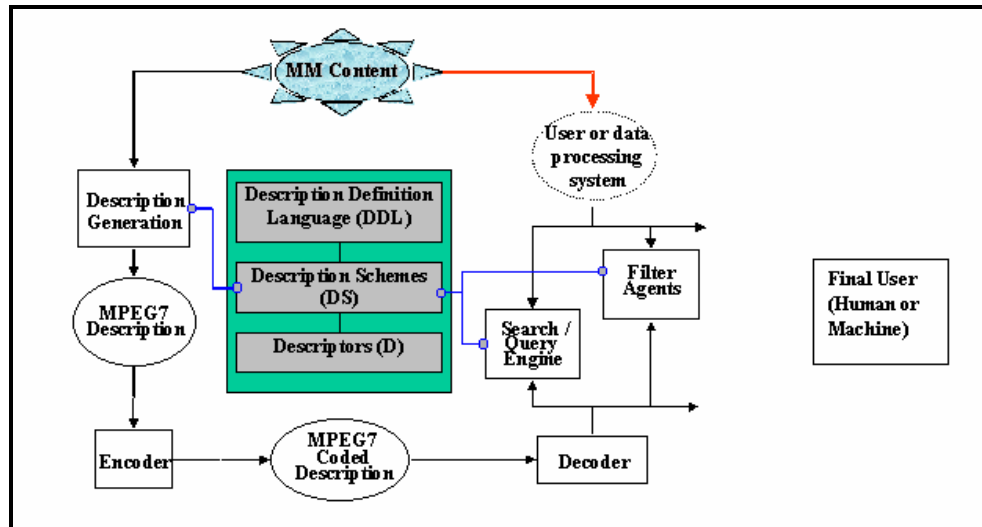 MM Content
User or data
processing
system
Description
Generation
Description Definition
Language (DDL)
Description Schemes
(DS)
Descriptors (D)
Filter
Agents
Final User
(Human or
Machine)
MPEG7
Description
Search /
Query
Engine
Encoder
MPEG7
Coded
Description
Decoder